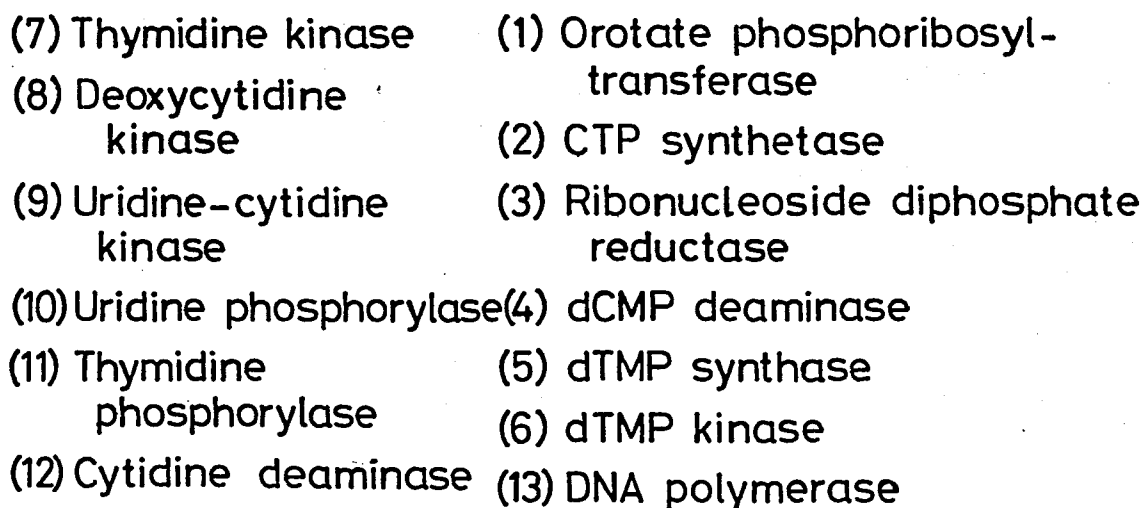 (7) Thymidine kinase
(8) Deoxycytidine
kinase
(9) Uridine-cytidine
kinase
(10) Uridine phosphorylase
(11) Thymidine
phosphorylase
(12) Cytidine deaminase
(1) Orotate phosphoribosyl-
transferase
(2) CTP synthetase
(3) Ribonucleoside diphosphate
reductase
(4) dCMP deaminase
(5) dTMP synthase
(6) dTMP kinase
(13) DNA polymerase